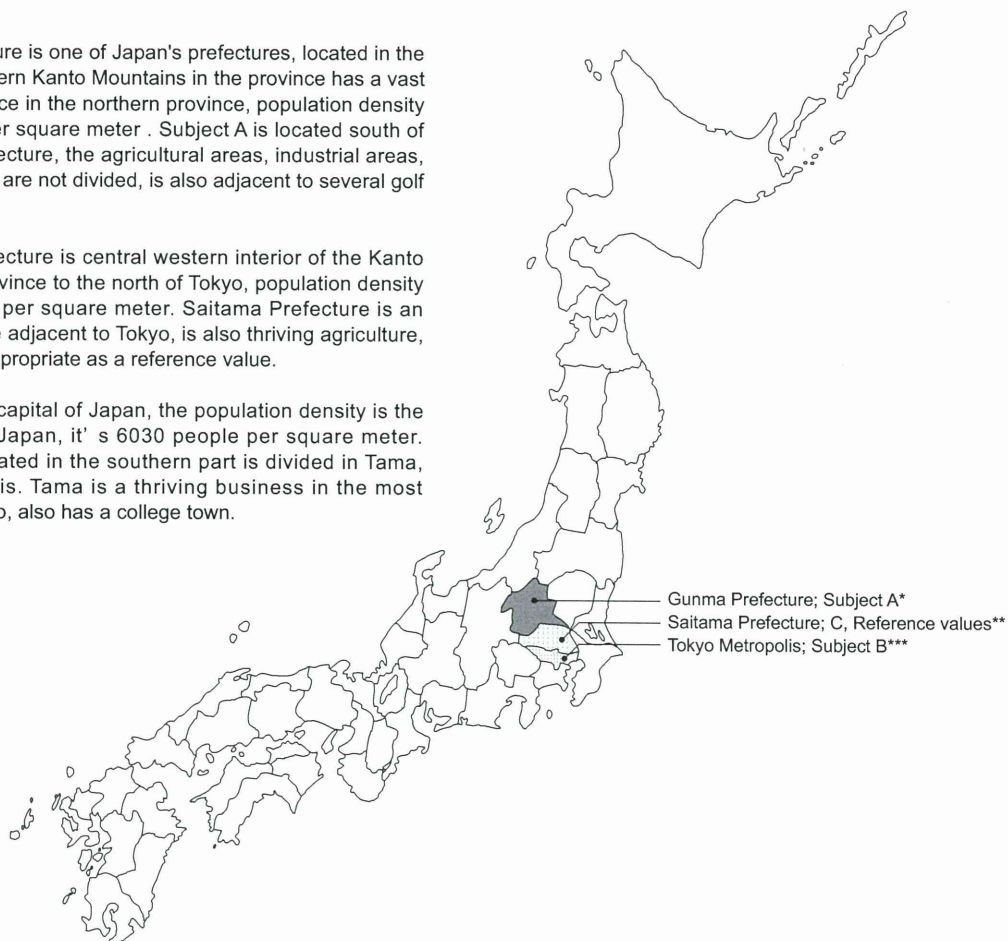 ure is one of Japan's prefectures, located in the
ern Kanto Mountains in the province has a vast
ce in the northern province, population density
er square meter . Subject A is located south of
ecture, the agricultural areas, industrial areas,
are not divided, is also adjacent to several golf
ecture is central western interior of the Kanto
vince to the north of Tokyo, population density
per square meter. Saitama Prefecture is an
e adjacent to Tokyo, is also thriving agriculture,
propriate as a reference value.
capital of Japan, the population density is the
Japan, it' s 6030 people per square meter.
ated in the southern part is divided in Tama,
is. Tama is a thriving business in the most
o, also has a college town.
Gunma Prefecture; Subject A*
Saitama Prefecture; C, Reference values**
Tokyo Metropolis; Subject B***